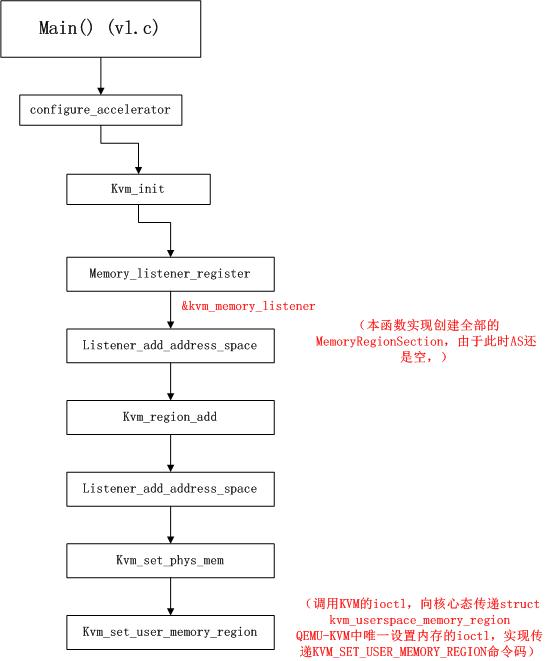 Main() (vl.c)
configure_accelerator
Kvm_init
Memory_listener_register
&kvm_memory_listener
（本函数实现创建全部的
MemoryRegionSection，由于此时AS还
是空，）
Listener_add_address_space
Kvm_region_add
Listener_add_address_space
Kvm_set_phys_mem
（调用KVM的ioctl，向核心态传递struct
kvm_userspace_memory_region
QEMU-KVM中唯一设置内存的ioctl，实现传
递KVM_SET_USER_MEMORY_REGION命令码）
Kvm_set_user_memory_region